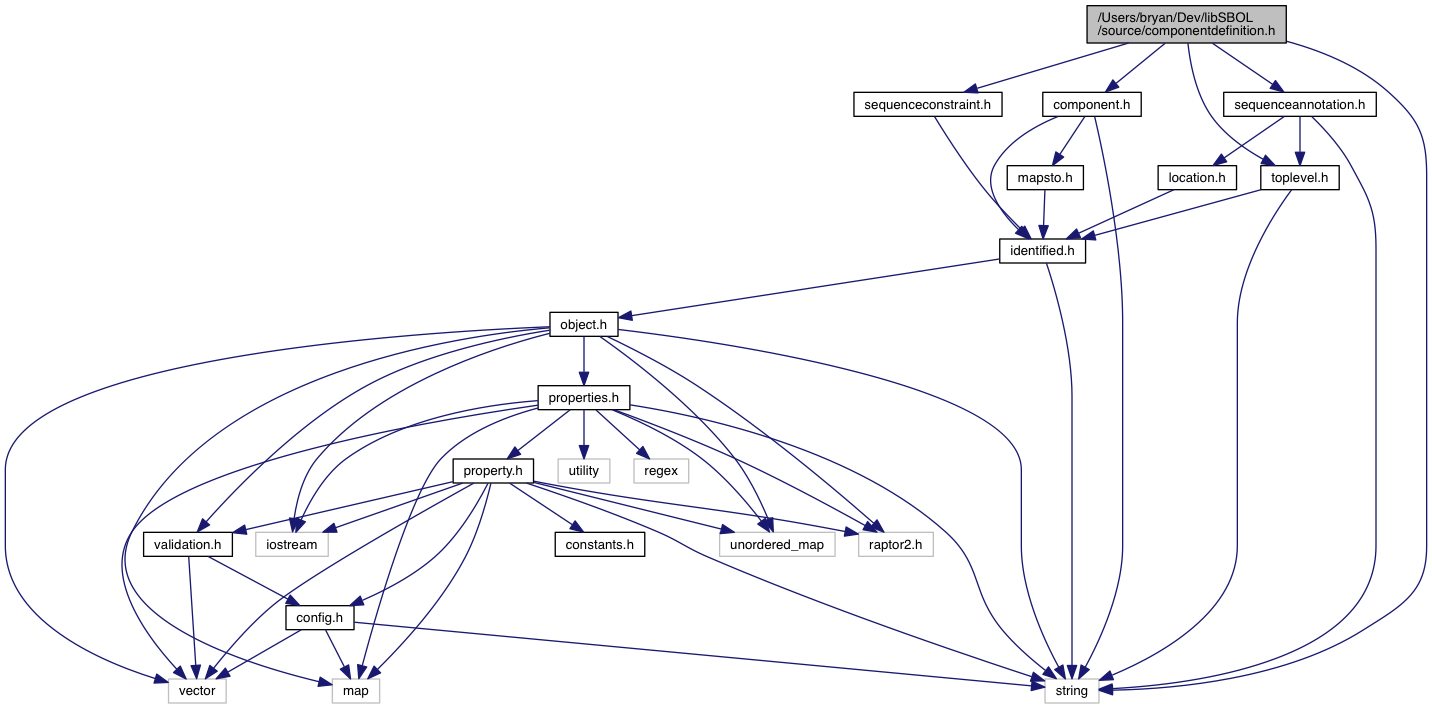 /Users/bryan/Dev/libSBOL
/source/componentdefinition.h
sequenceconstraint.h
component.h
sequenceannotation.h
mapsto.h
location.h
toplevel.h
identified.h
object.h
properties.h
property.h
utility
regex
validation.h
iostream
constants.h
unordered_map
raptor2.h
config.h
vector
map
string